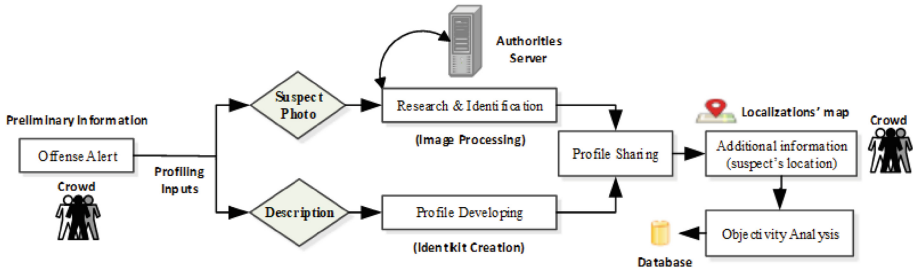 Preliminary Information
Offense Alert
Crowd
Profiling
Inputs
Suspect
Photo
Description
Authorities
Server
Research & Identification
(Image Processing)
Profile Developing
(Identikit Creation)
Profile Sharing
Localizations' map
Crowd
Additional information
(suspect's location)
Objectivity Analysis
Database